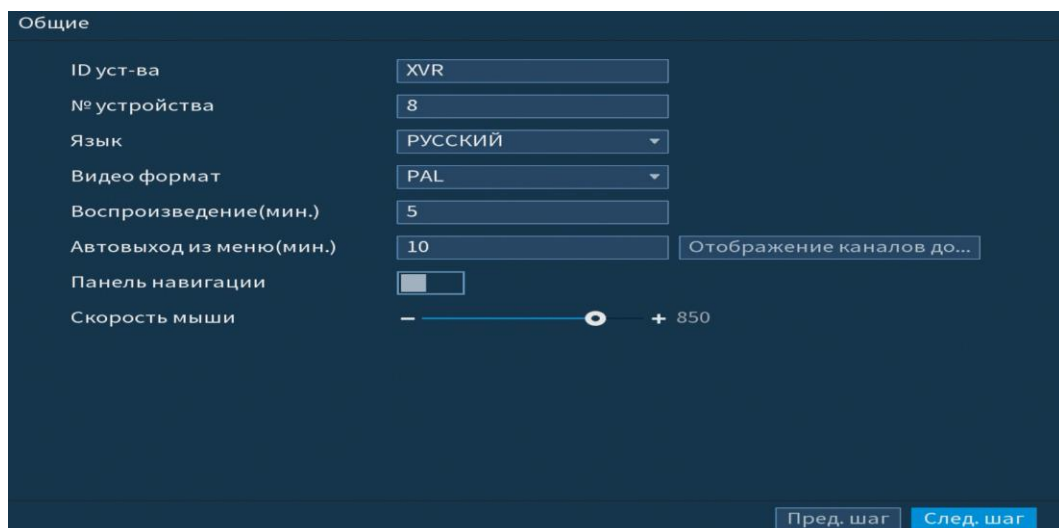 Общие
ID уст-ва XVR
№ устройства 8
Язык РУССКИЙ
Видео формат PAL
Воспроизведение(мин.) 5
Автовыход из меню(мин.) 10 Отображение каналов до...
Панель навигации
Скорость мыши − + 850
Пред. шаг След. шаг